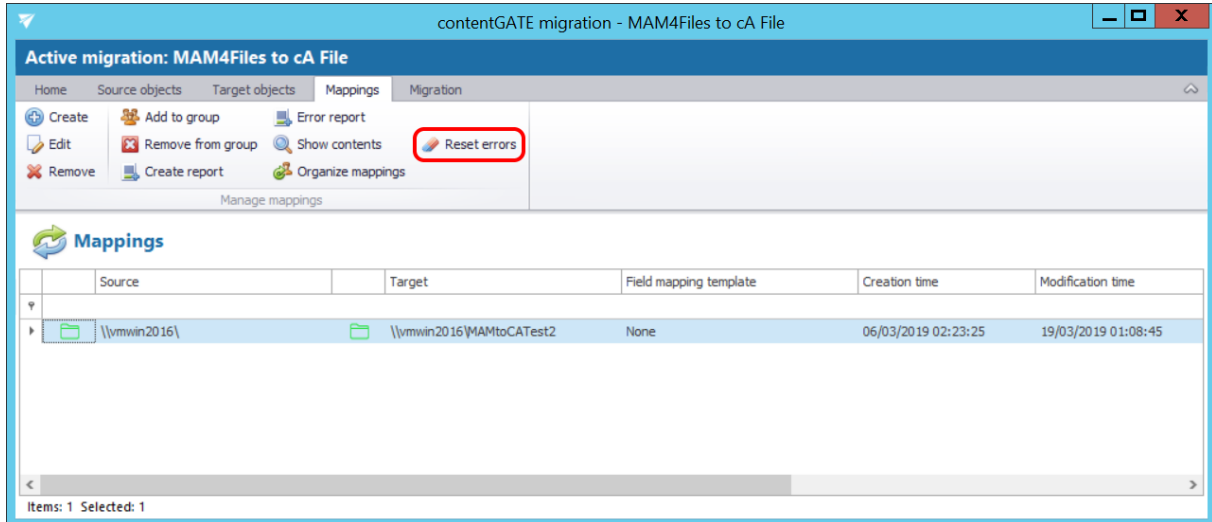 contentGATE migration - MAM4Files to cA File
X
Active migration: MAM4Files to cA File
Home Source objects Target objects Mappings Migration
Create Add to group Error report
Edit Remove from group Show contents Reset errors
Remove Create report Organize mappings
Manage mappings
Mappings
Source Target Field mapping template Creation time Modification time
\\vmwin2016\ \\vmwin2016\MAMtoCATest2 None 06/03/2019 02:23:25 19/03/2019 01:08:45
Items: 1 Selected: 1